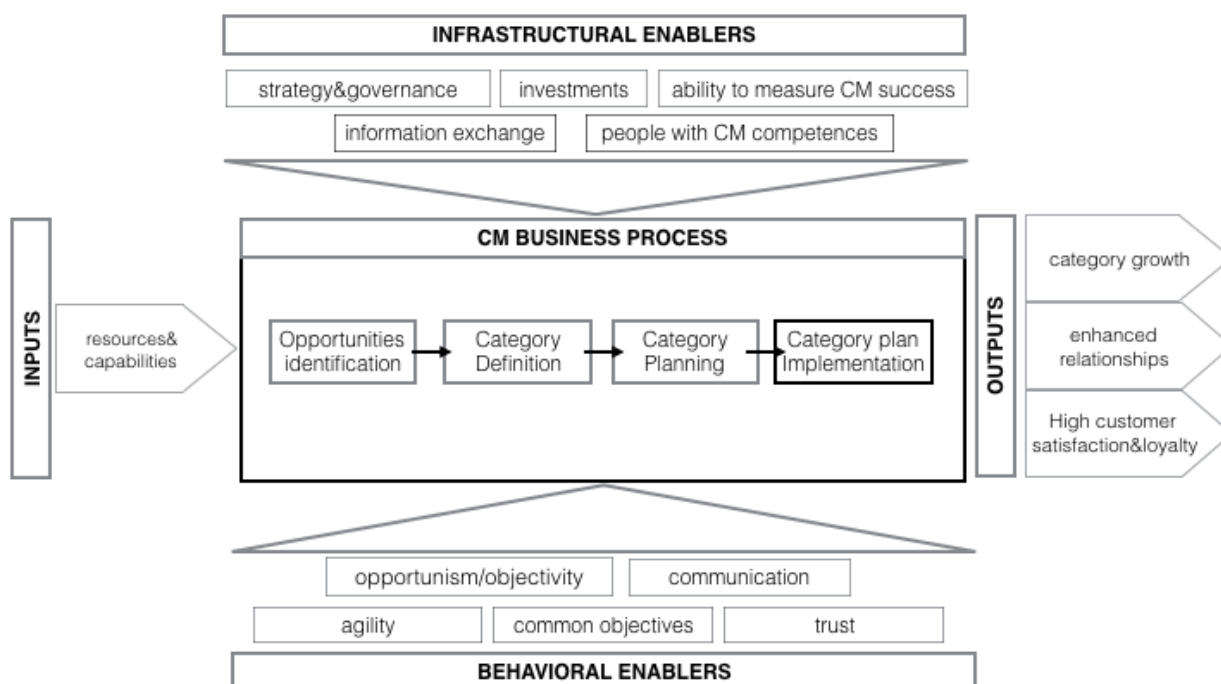 INFRASTRUCTURAL ENABLERS
strategy&governance
investments
ability to measure CM success
information exchange
people with CM competences
CM BUSINESS PROCESS
INPUTS
resources&
capabilities
Opportunities
identification
Category
Definition
Category
Planning
Category plan
Implementation
OUTPUTS
category growth
enhanced
relationships
High customer
satisfaction&loyalty
opportunism/objectivity
communication
agility
common objectives
trust
BEHAVIORAL ENABLERS